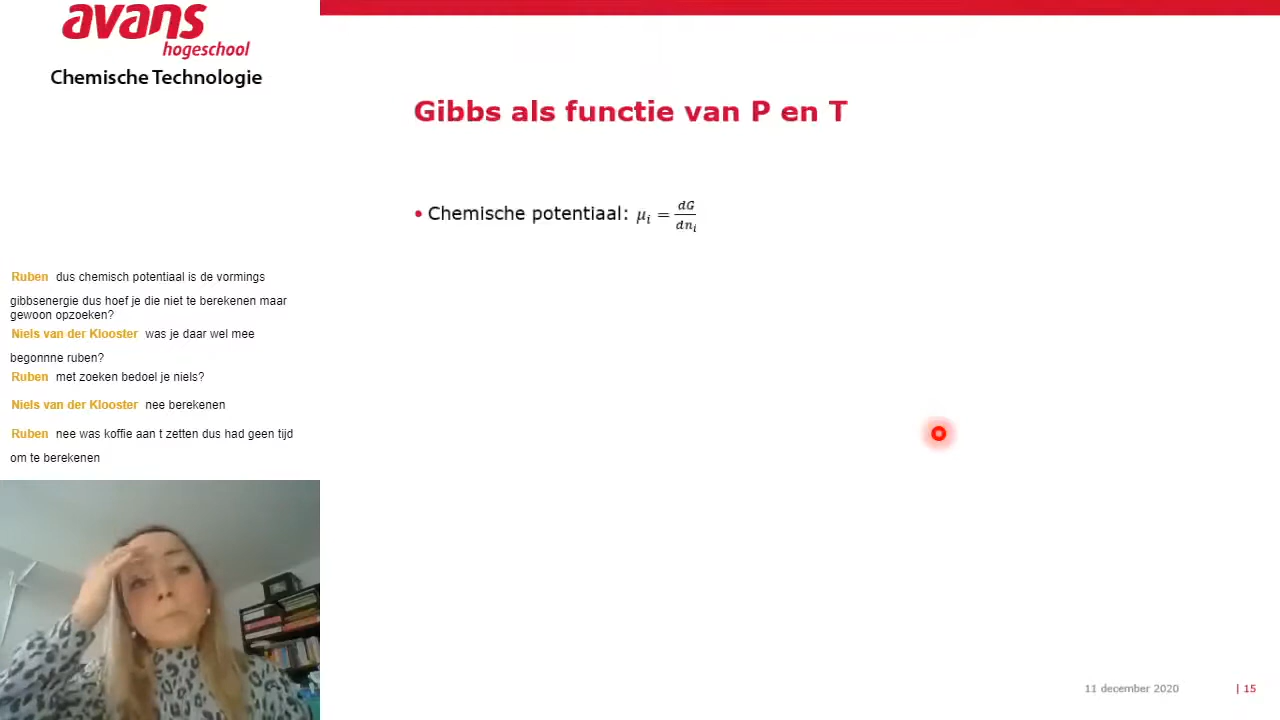 avans
hogeschool
Chemische Technologie
Gibbs als functie van P en T
• Chemische potentiaal: μᵢ = dG/dnᵢ
Ruben dus chemisch potentiaal is de vormings
gibbsenergie dus hoef je die niet te berekenen maar
gewoon opzoeken?
Niels van der Klooster was je daar wel mee
begonnne ruben?
Ruben met zoeken bedoel je niels?
Niels van der Klooster nee berekenen
Ruben nee was koffie aan t zetten dus had geen tijd
om te berekenen
11 december 2020 | 15